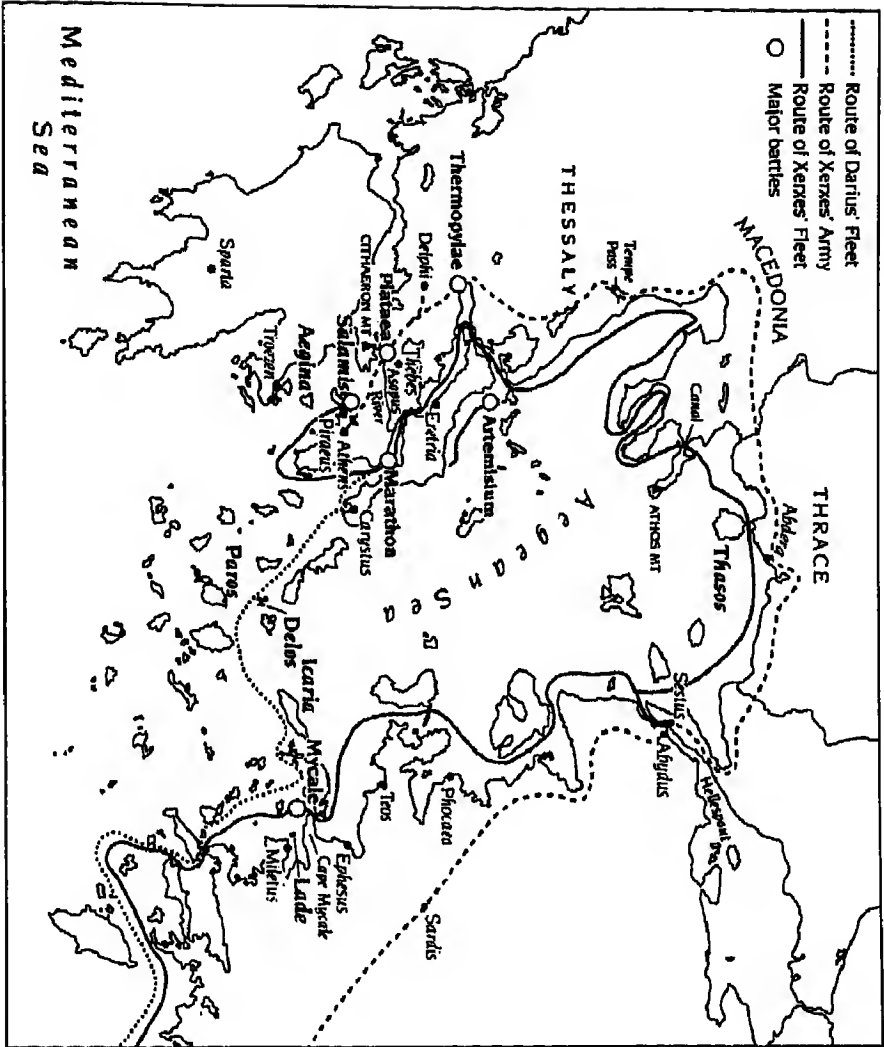 Route of Darius' Fleet
Route of Xerxes' Army
Route of Xerxes' Fleet
Major battles
MACEDONIA
THRACE
Abdera
Thasos
Canal
ATHOS MT
Tempe
Pass
THESSALY
Sestus
Abydus
Hellespont
Aegean Sea
Thermopylae
Artemisium
Delphi
CITHAERON MT
Plataea
Thebes
Asopus
River
Eretria
Salamis
Athens
Piraeus
Marathon
Carystus
Aegina
Troezen
Sparta
Phocaea
Sardis
Teos
Ephesus
Cape Mycale
Mycale
Lade
Miletus
Icaria
Delos
Paros
Mediterranean
Sea